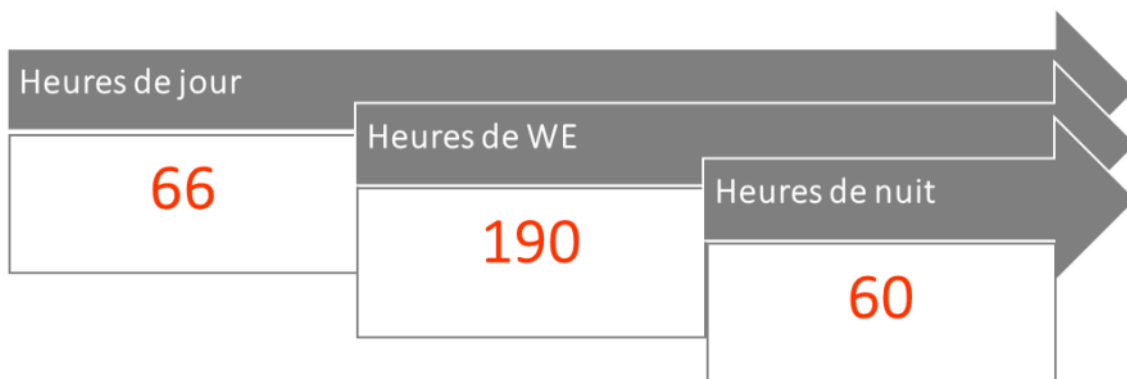 Heures de jour
66
Heures de WE
190
Heures de nuit
60